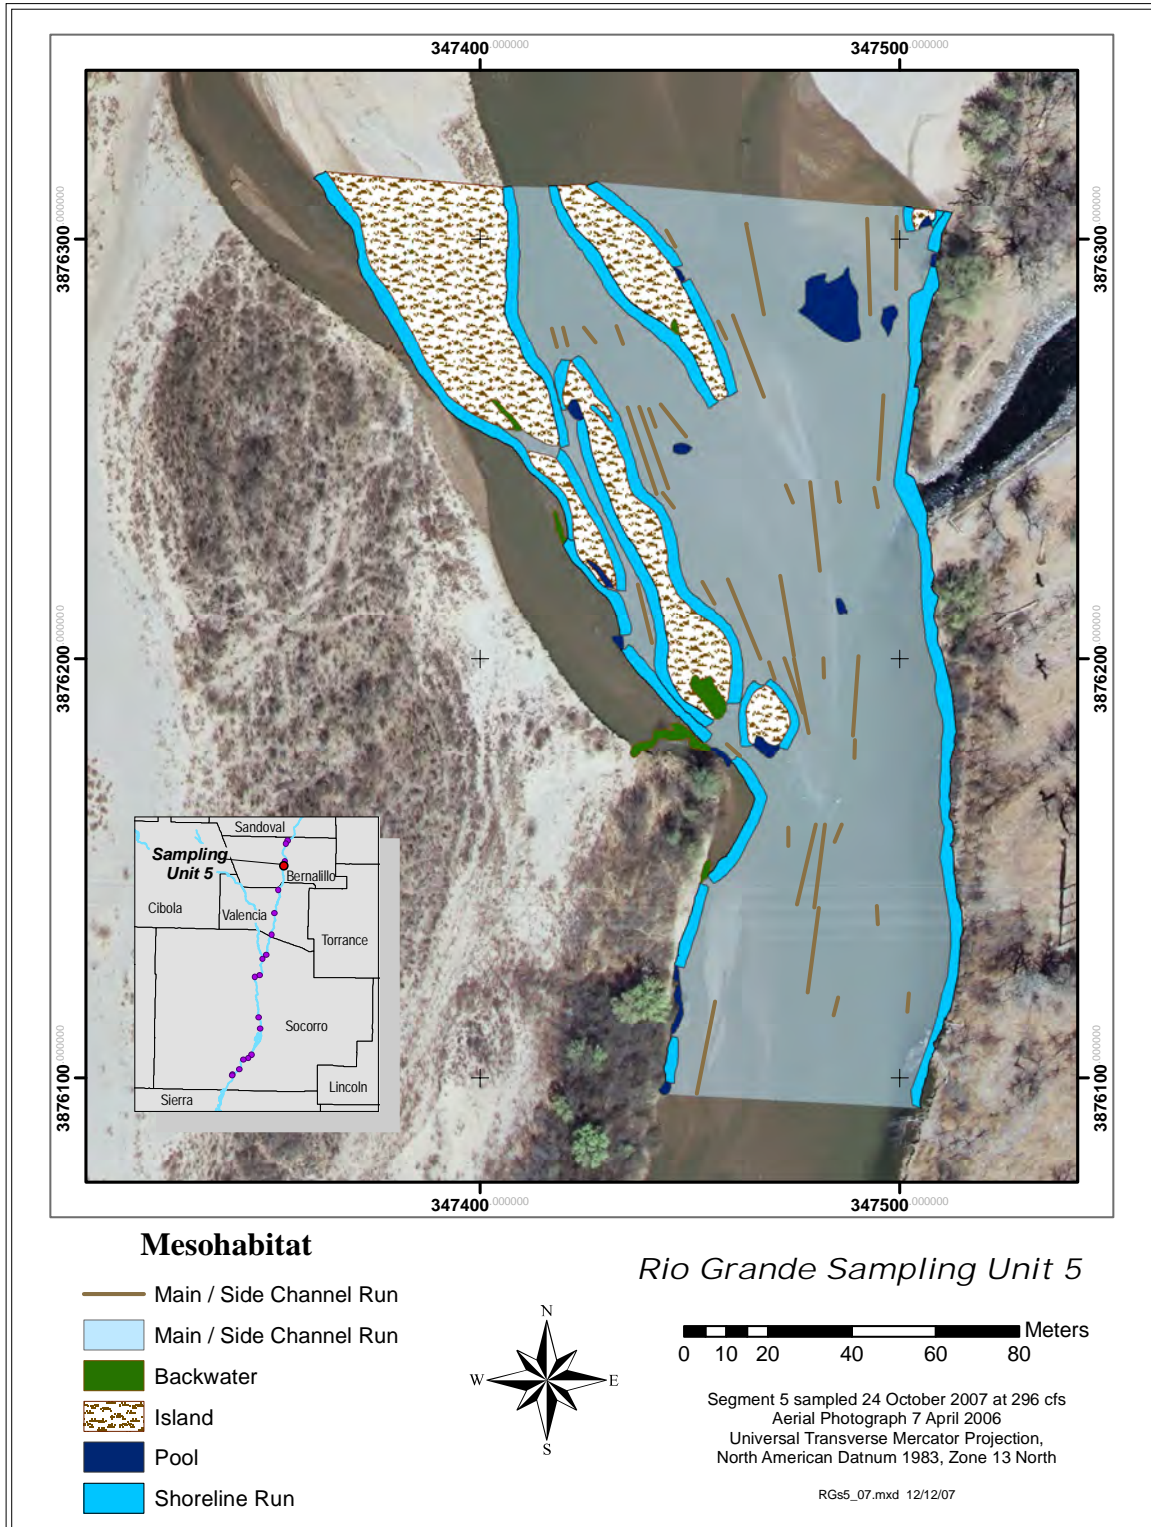 347400.000000 347500.000000
3876300.000000 3876300.000000
3876200.000000 3876200.000000
3876100.000000 3876100.000000
Sandoval
Sampling
Unit 5
Bernalillo
Cibola
Valencia
Torrance
Socorro
Lincoln
Sierra
347400.000000 347500.000000
Mesohabitat
Main / Side Channel Run
Main / Side Channel Run
Backwater
Island
Pool
Shoreline Run
N
W E
S
Rio Grande Sampling Unit 5
Meters
0 10 20 40 60 80
Segment 5 sampled 24 October 2007 at 296 cfs
Aerial Photograph 7 April 2006
Universal Transverse Mercator Projection,
North American Datnum 1983, Zone 13 North
RGs5_07.mxd 12/12/07